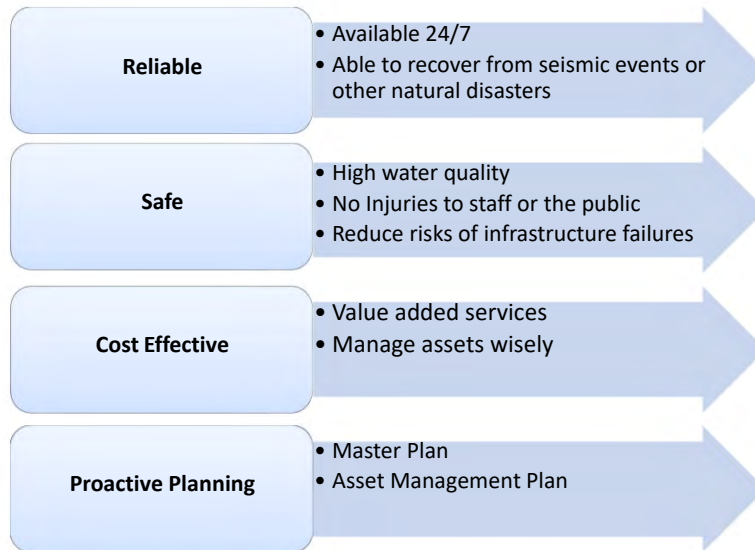 Reliable
• Available 24/7
• Able to recover from seismic events or
other natural disasters
Safe
• High water quality
• No Injuries to staff or the public
• Reduce risks of infrastructure failures
Cost Effective
• Value added services
• Manage assets wisely
Proactive Planning
• Master Plan
• Asset Management Plan